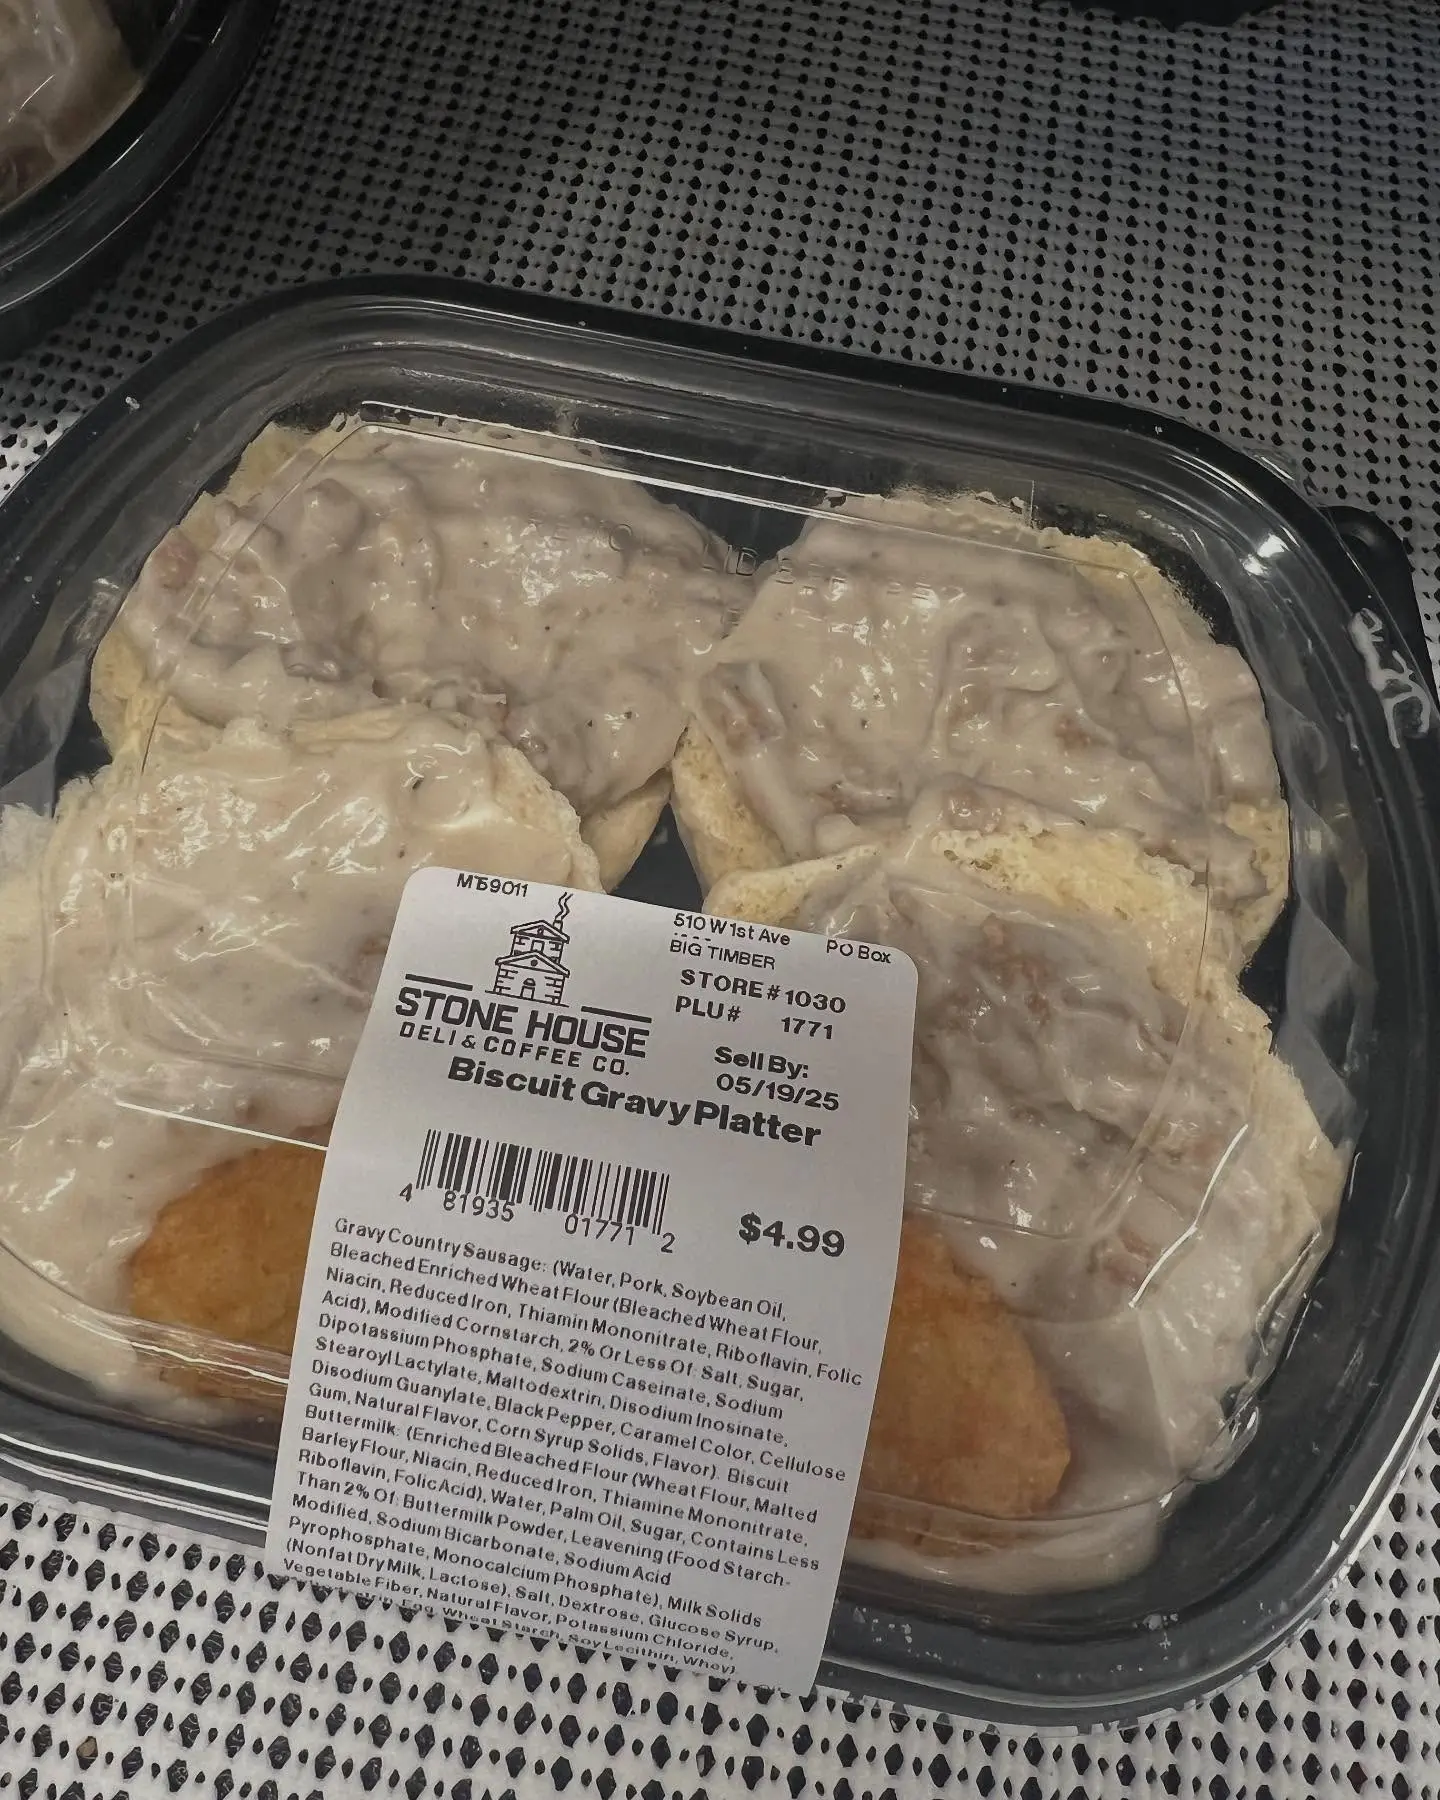 MT59011
510 W 1st Ave PO Box
BIG TIMBER
STORE# 1030
PLU# 1771
STONE HOUSE
DELI & COFFEE CO.
Sell By:
05/19/25
Biscuit Gravy Platter
4 81935 01771 2
$4.99
Gravy Country Sausage: (Water, Pork, Soybean Oil,
Bleached Enriched Wheat Flour (Bleached Wheat Flour,
Niacin, Reduced Iron, Thiamin Mononitrate, Riboflavin, Folic
Acid), Modified Cornstarch, 2% Or Less Of: Salt, Sugar,
Dipotassium Phosphate, Sodium Caseinate, Sodium
Stearoyl Lactylate, Maltodextrin, Disodium Inosinate,
Disodium Guanylate, Black Pepper, Caramel Color, Cellulose
Gum, Natural Flavor, Corn Syrup Solids, Flavor). Biscuit
Buttermilk: (Enriched Bleached Flour (Wheat Flour, Malted
Barley Flour, Niacin, Reduced Iron, Thiamine Mononitrate,
Riboflavin, Folic Acid), Water, Palm Oil, Sugar, Contains Less
Than 2% Of: Buttermilk Powder, Leavening (Food Starch-
Modified, Sodium Bicarbonate, Sodium Acid
Pyrophosphate, Monocalcium Phosphate), Milk Solids
(Nonfat Dry Milk, Lactose), Salt, Dextrose, Glucose Syrup,
Vegetable Fiber, Natural Flavor, Potassium Chloride,
Egg, Wheat Starch, Soy Lecithin, Whey).